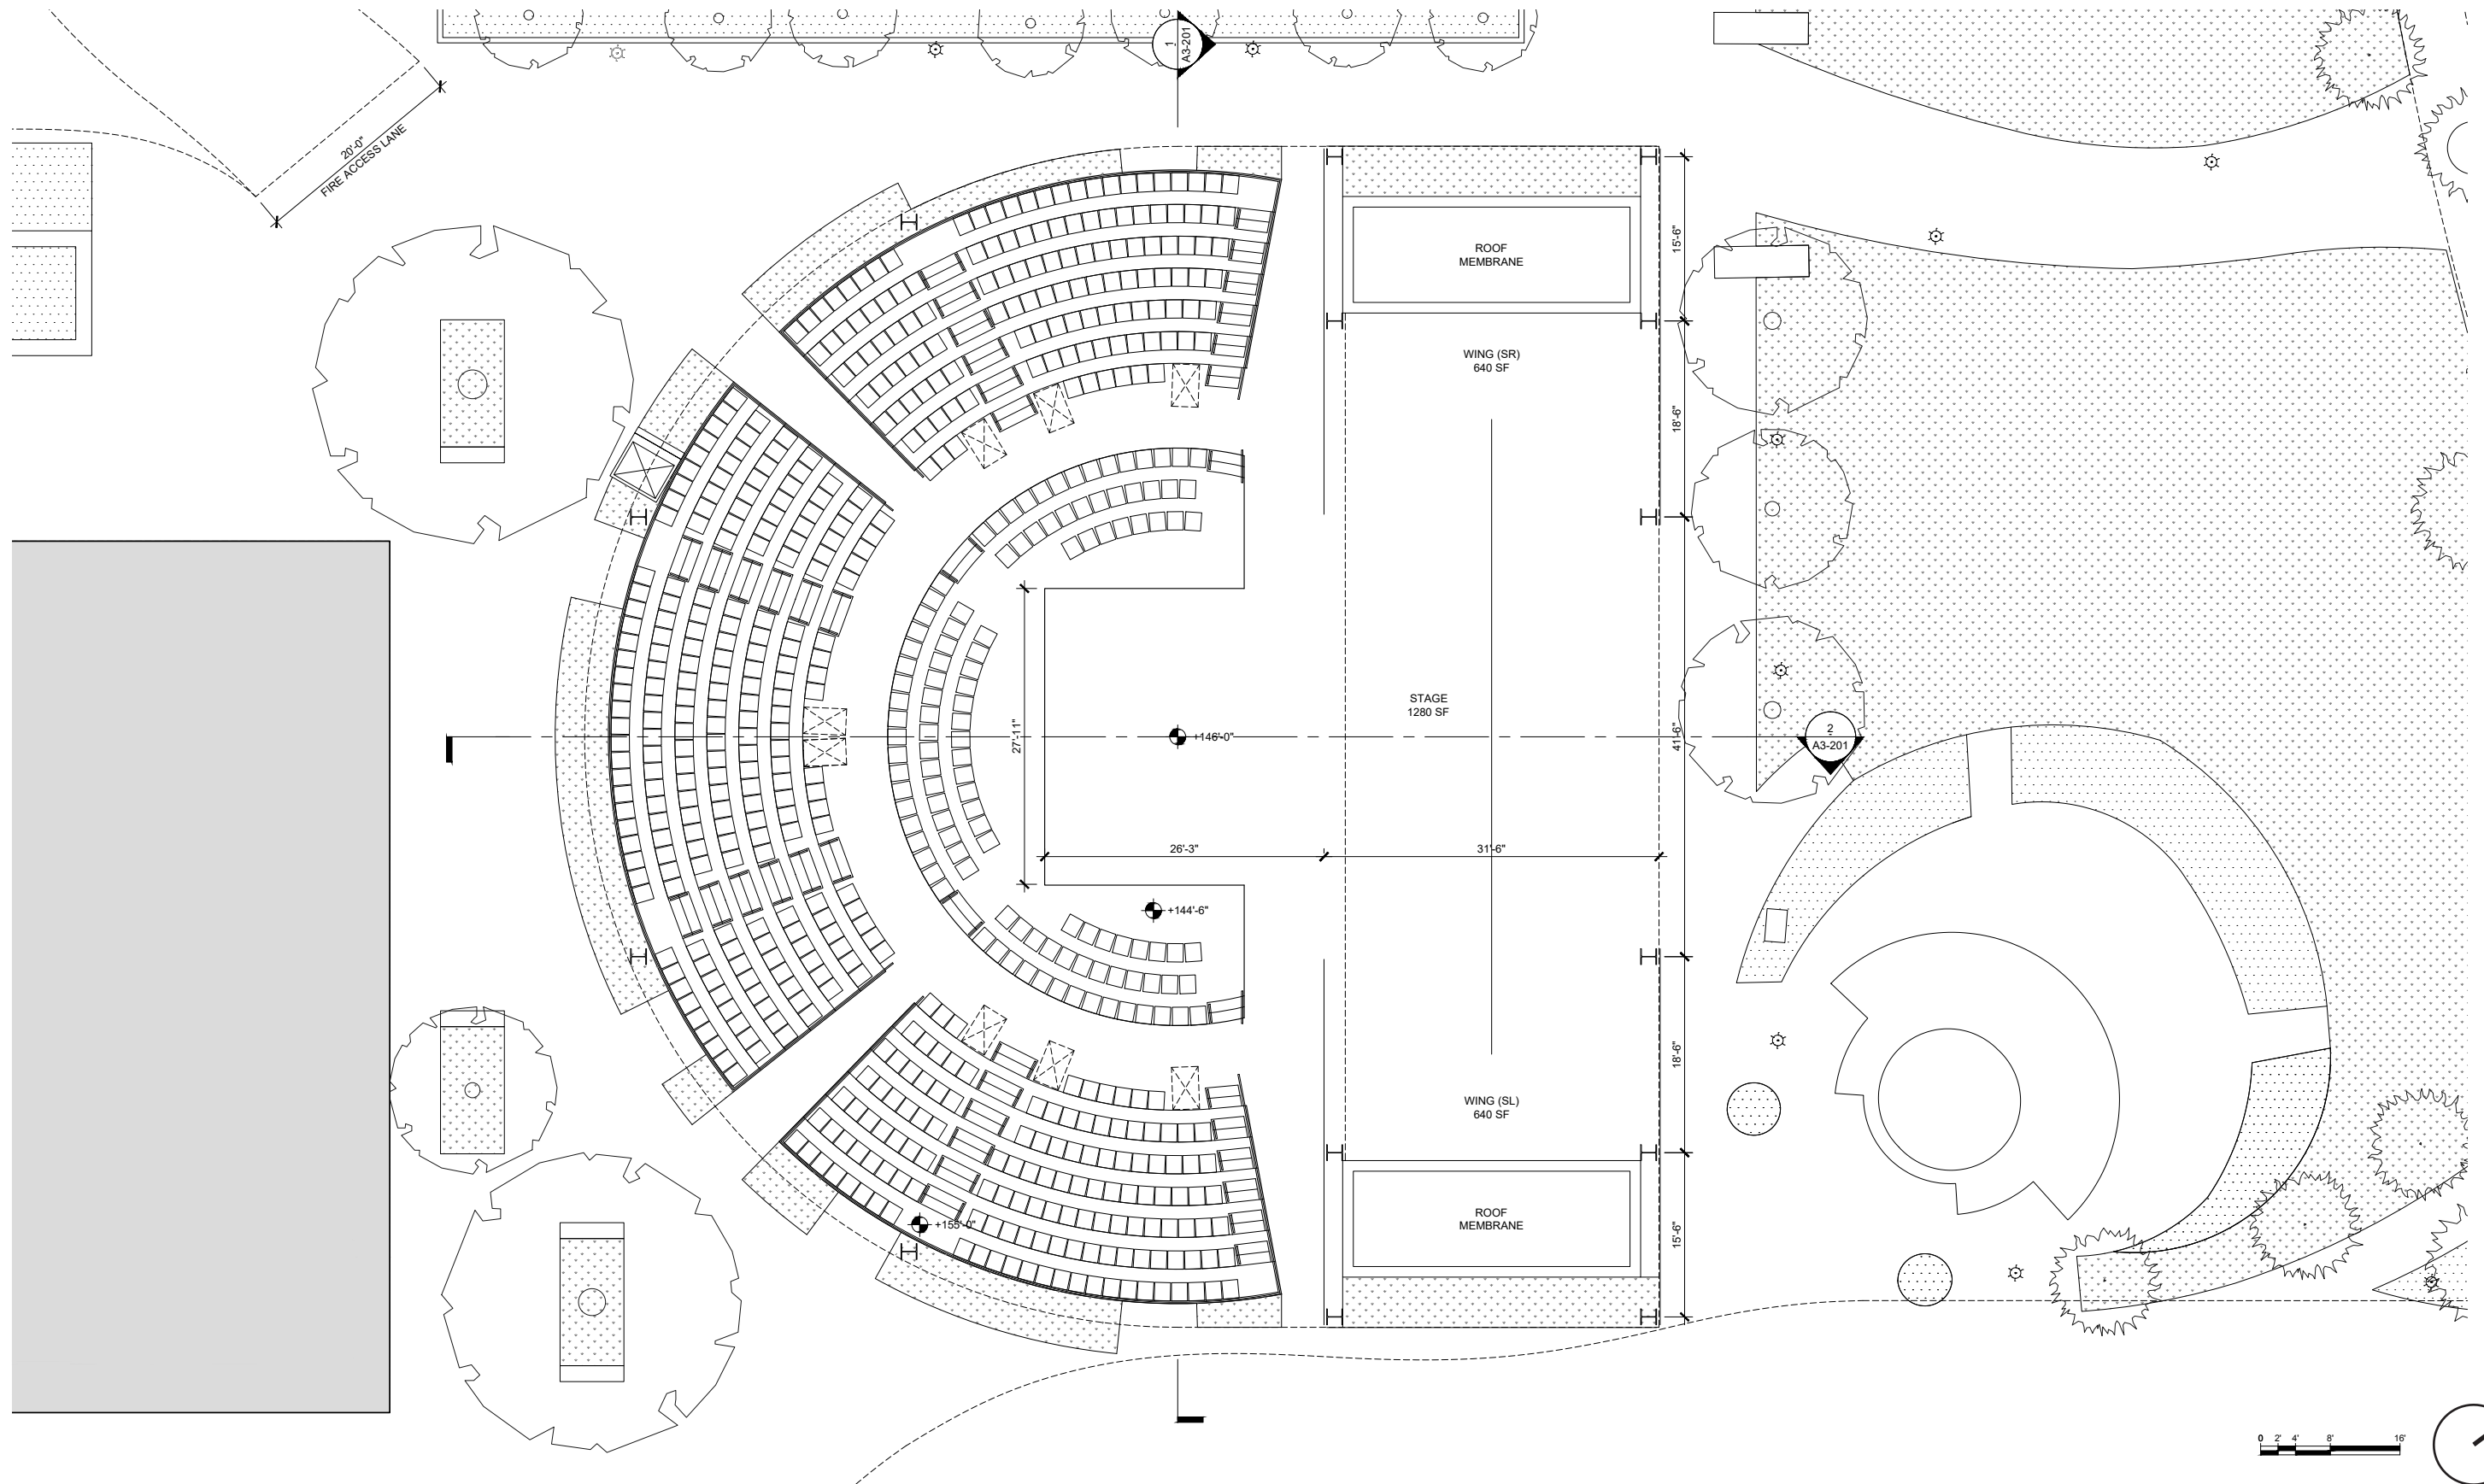 1
A3-201
20'-0"
FIRE ACCESS LANE
ROOF
MEMBRANE
15'-6"
WING (SR)
640 SF
18'-6"
STAGE
1280 SF
27'-11"
+146'-0"
41'-6"
2
A3-201
26'-3"
31'-6"
+144'-6"
18'-6"
WING (SL)
640 SF
ROOF
MEMBRANE
15'-6"
+155'-0"
0 2' 4' 8' 16'